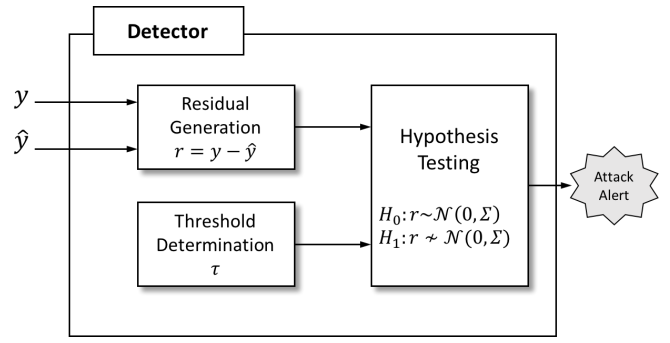 Detector
y
ŷ
Residual
Generation
r = y − ŷ
Threshold
Determination
τ
Hypothesis
Testing
H₀: r~𝒩(0, Σ)
H₁: r ≁ 𝒩(0, Σ)
Attack
Alert